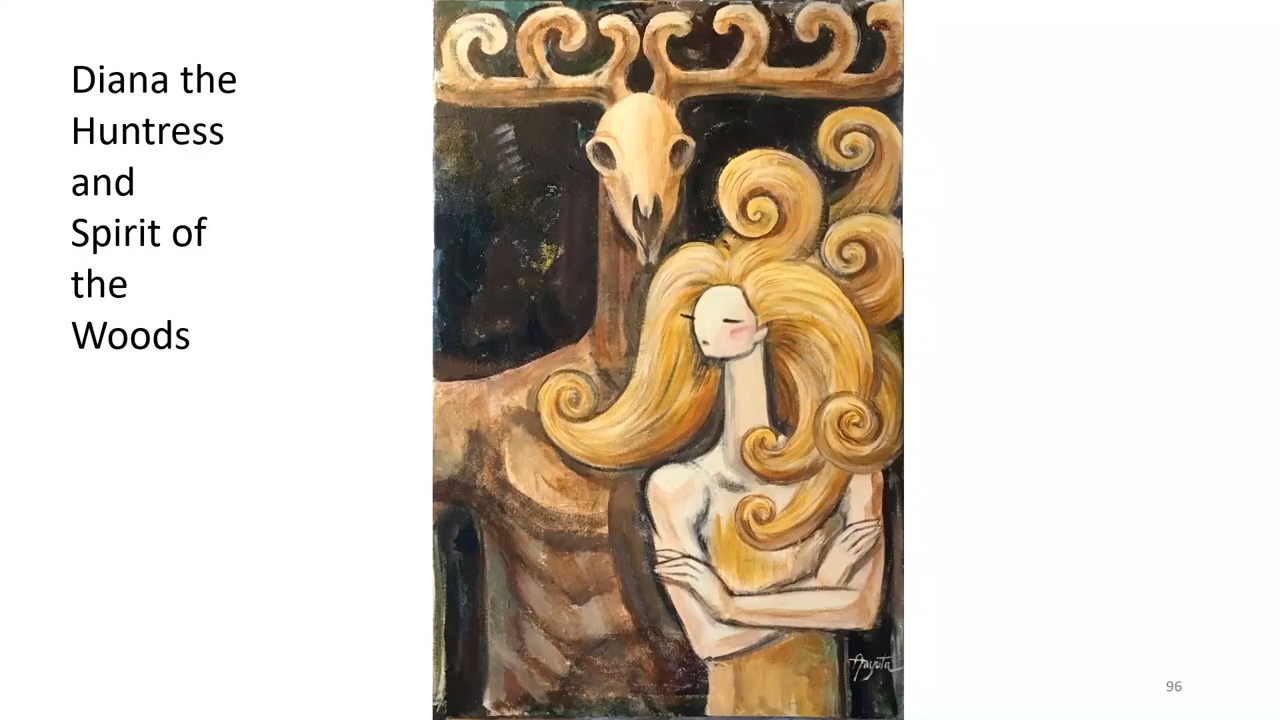 Diana the
Huntress
and
Spirit of
the
Woods
96